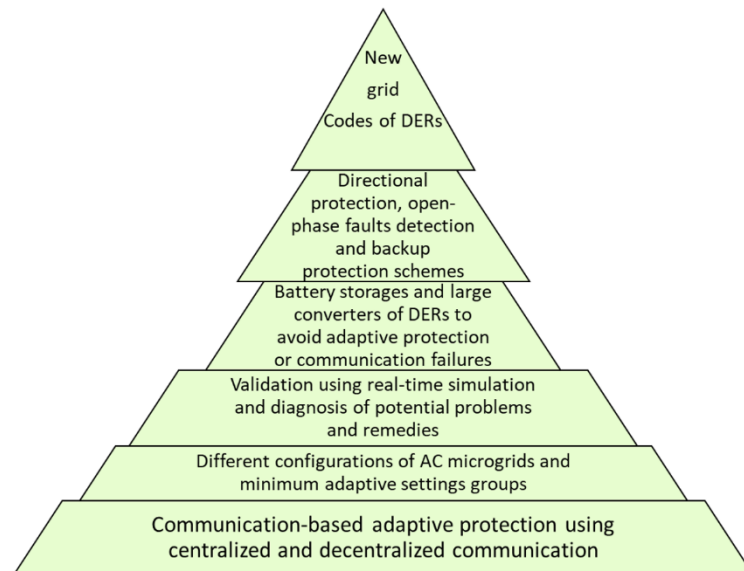 New
grid
Codes of DERs
Directional
protection, open-
phase faults detection
and backup
protection schemes
Battery storages and large
converters of DERs to
avoid adaptive protection
or communication failures
Validation using real-time simulation
and diagnosis of potential problems
and remedies
Different configurations of AC microgrids and
minimum adaptive settings groups
Communication-based adaptive protection using
centralized and decentralized communication